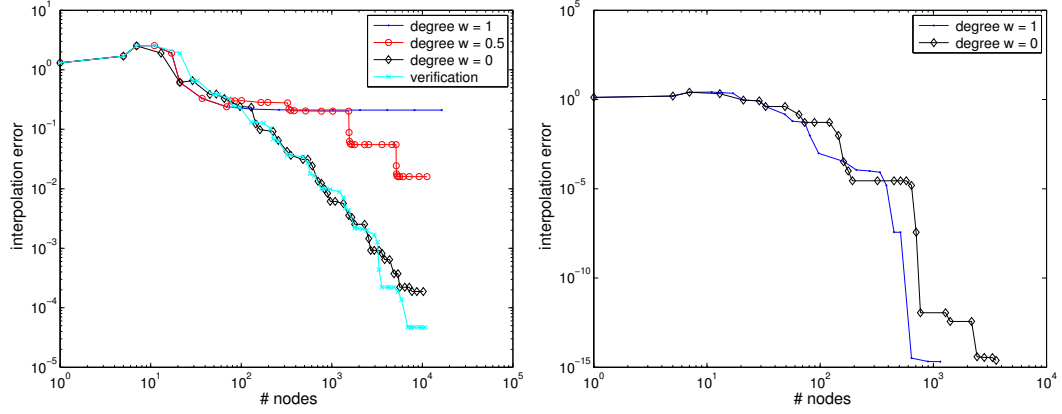 10^1
10^0
10^-1
10^-2
10^-3
10^-4
10^-5
interpolation error
10^0
10^1
10^2
10^3
10^4
10^5
# nodes
degree w = 1
degree w = 0.5
degree w = 0
verification
10^5
10^0
10^-5
10^-10
10^-15
interpolation error
10^0
10^1
10^2
10^3
10^4
# nodes
degree w = 1
degree w = 0